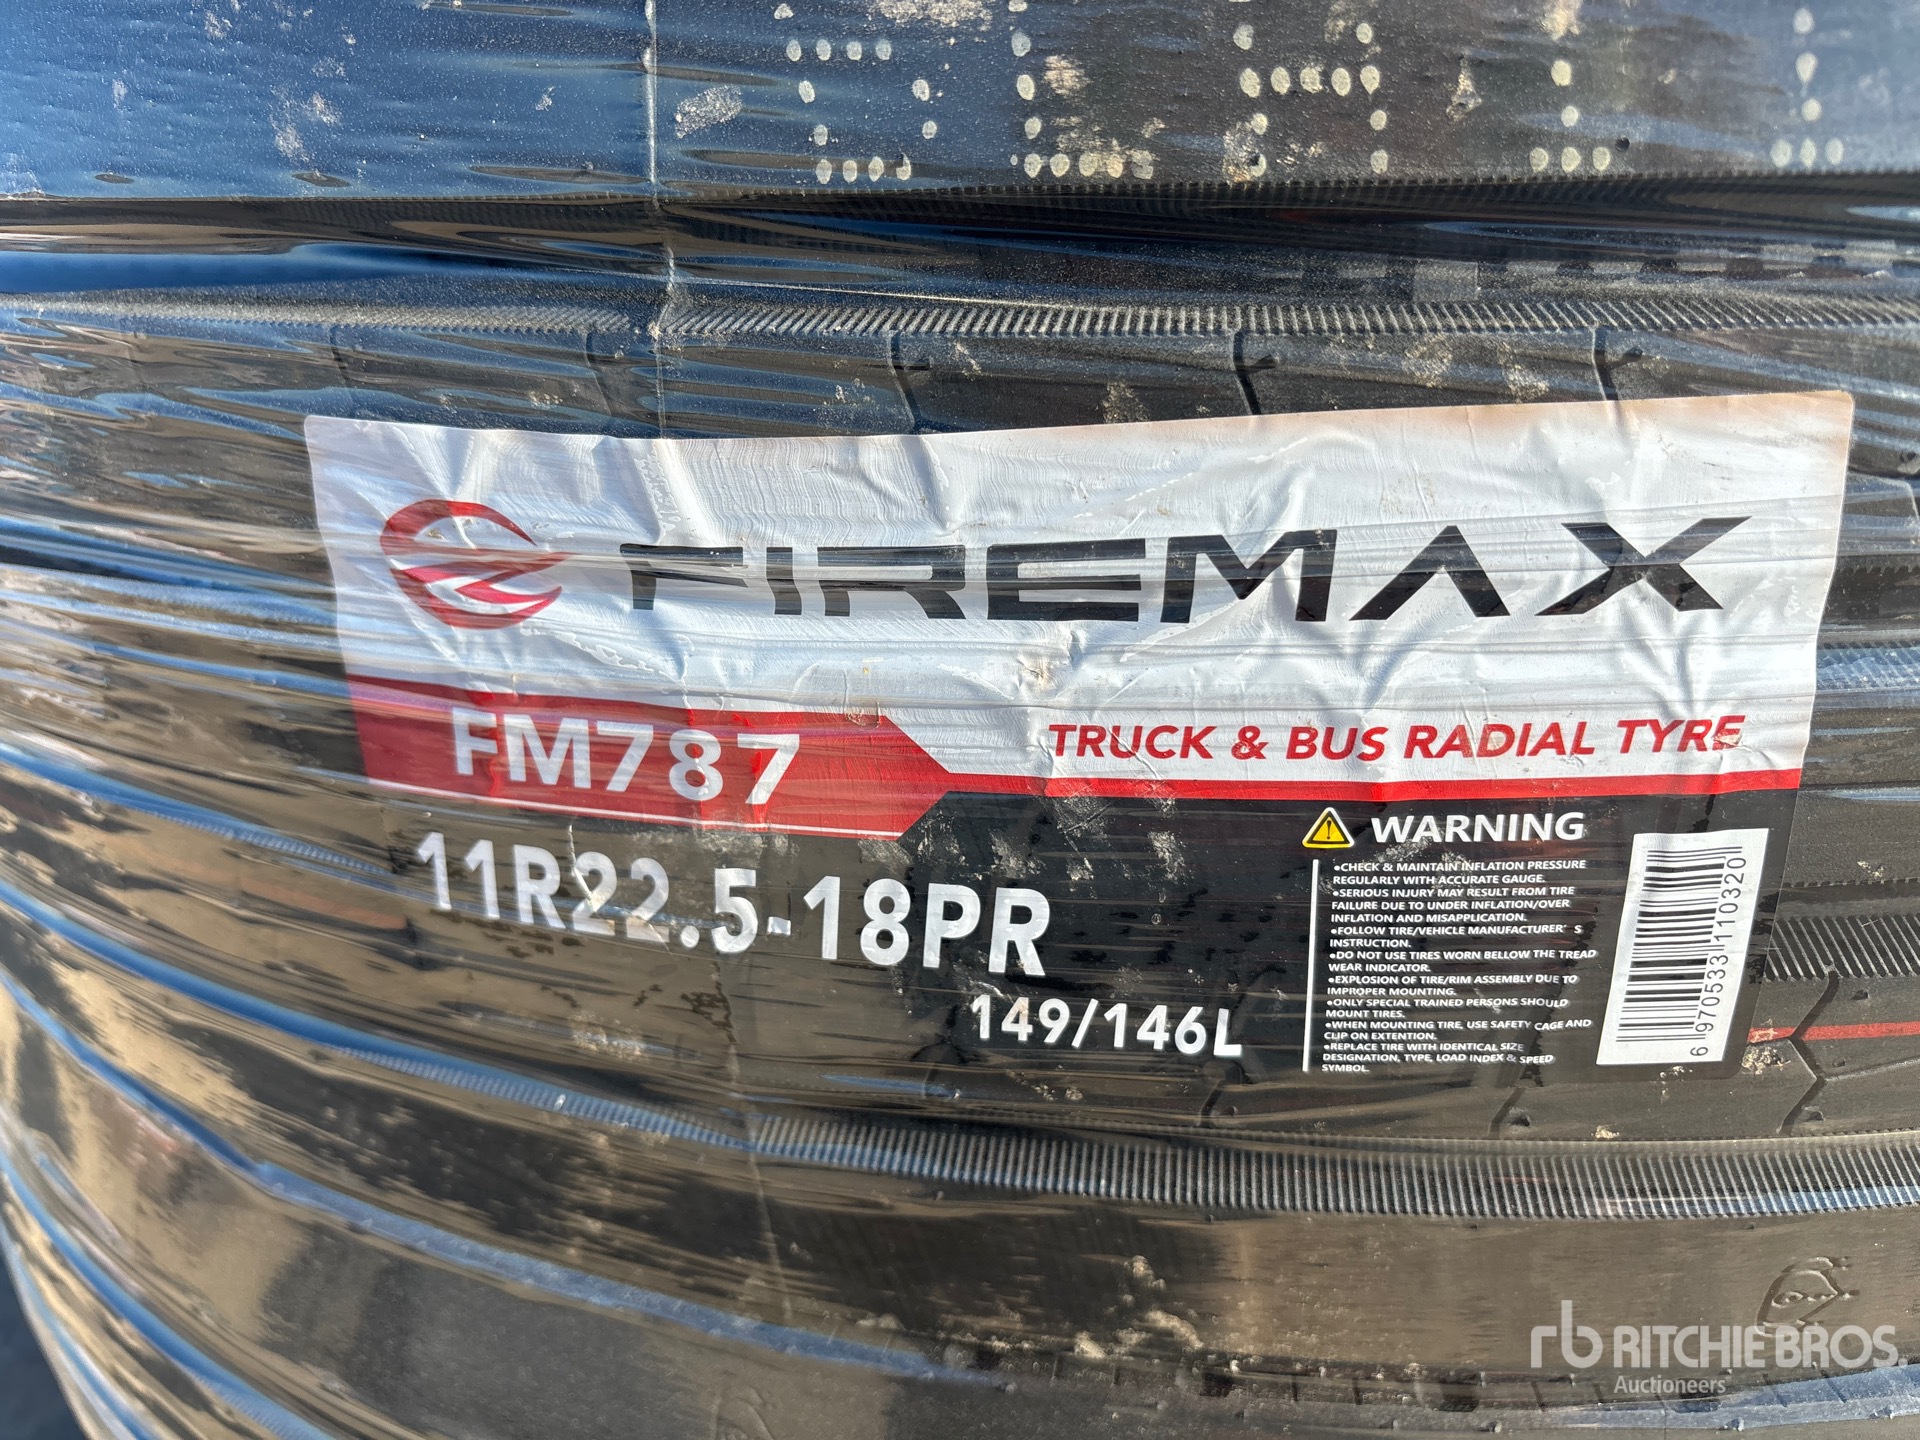 FIREMAX
FM787
TRUCK & BUS RADIAL TYRE
11R22.5-18PR
149/146L
WARNING
•CHECK & MAINTAIN INFLATION PRESSURE
REGULARLY WITH ACCURATE GAUGE.
•SERIOUS INJURY MAY RESULT FROM TIRE
FAILURE DUE TO UNDER INFLATION/OVER
INFLATION AND MISAPPLICATION.
•FOLLOW TIRE/VEHICLE MANUFACTURER' S
INSTRUCTION.
•DO NOT USE TIRES WORN BELLOW THE TREAD
WEAR INDICATOR.
•EXPLOSION OF TIRE/RIM ASSEMBLY DUE TO
IMPROPER MOUNTING.
•ONLY SPECIAL TRAINED PERSONS SHOULD
MOUNT TIRES.
•WHEN MOUNTING TIRE, USE SAFETY CAGE AND
CLIP ON EXTENTION.
•REPLACE TIRE WITH IDENTICAL SIZE
DESIGNATION, TYPE, LOAD INDEX & SPEED
SYMBOL.
6 970533 110320
rb RITCHIE BROS.
Auctioneers